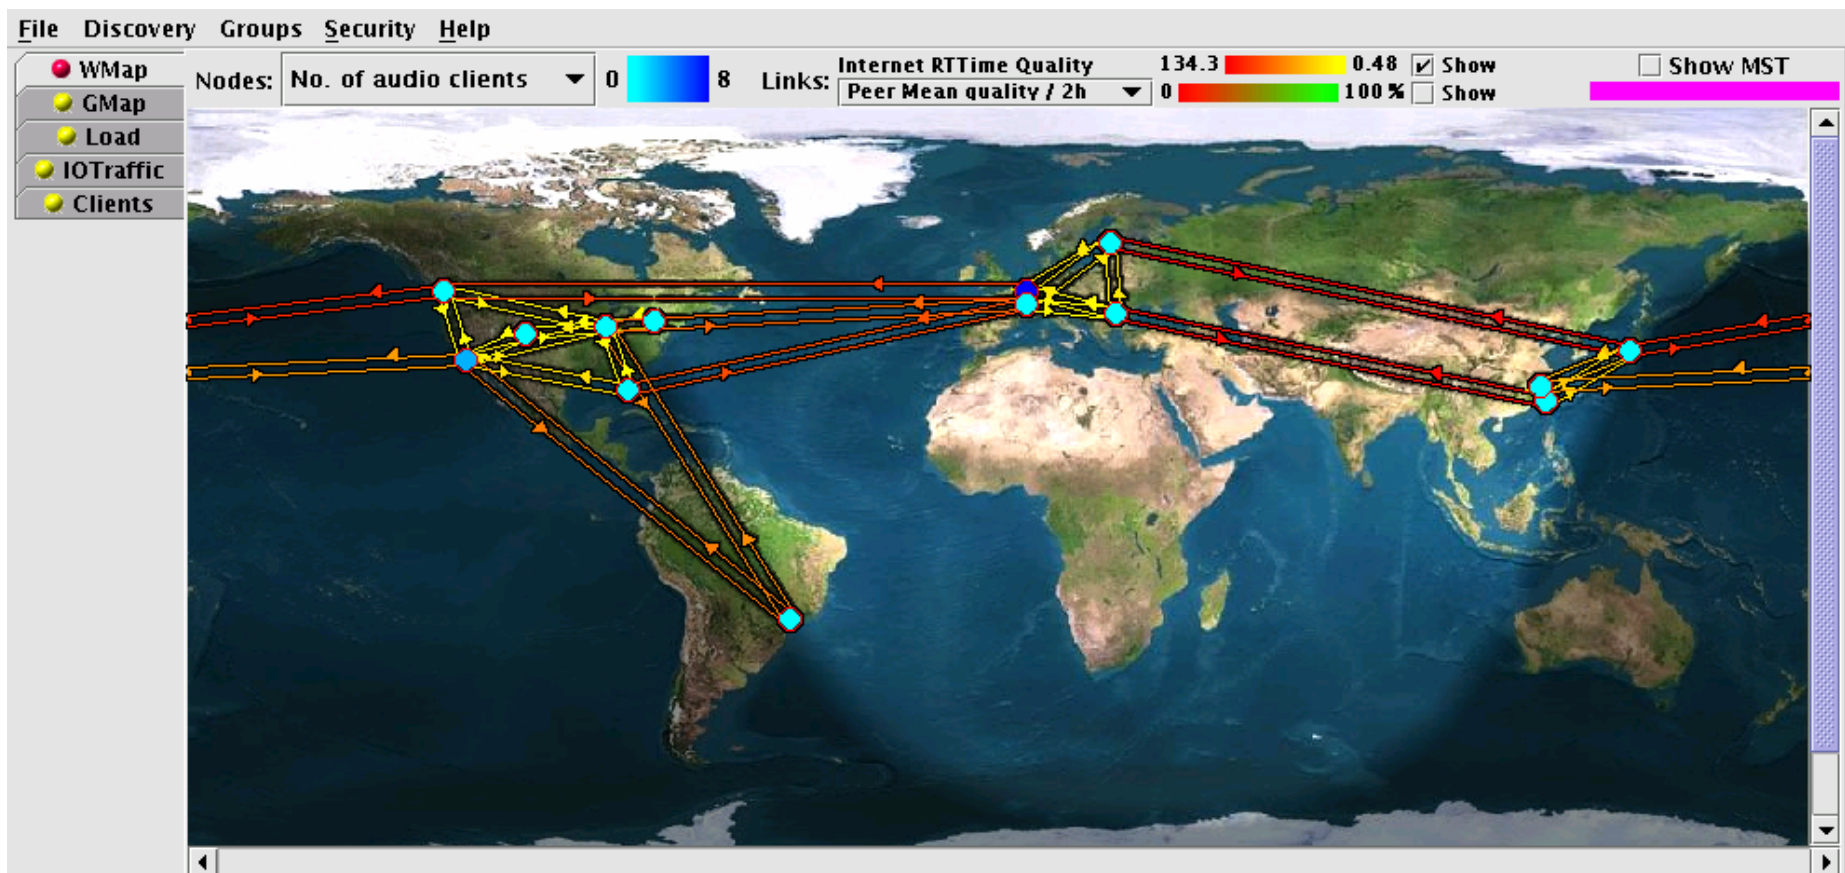 File Discovery Groups Security Help
WMap
GMap
Load
IOTraffic
Clients
Nodes: No. of audio clients 0 8 Links:
Internet RTTime Quality 134.3 0.48 Show
Peer Mean quality / 2h 0 100 % Show
Show MST